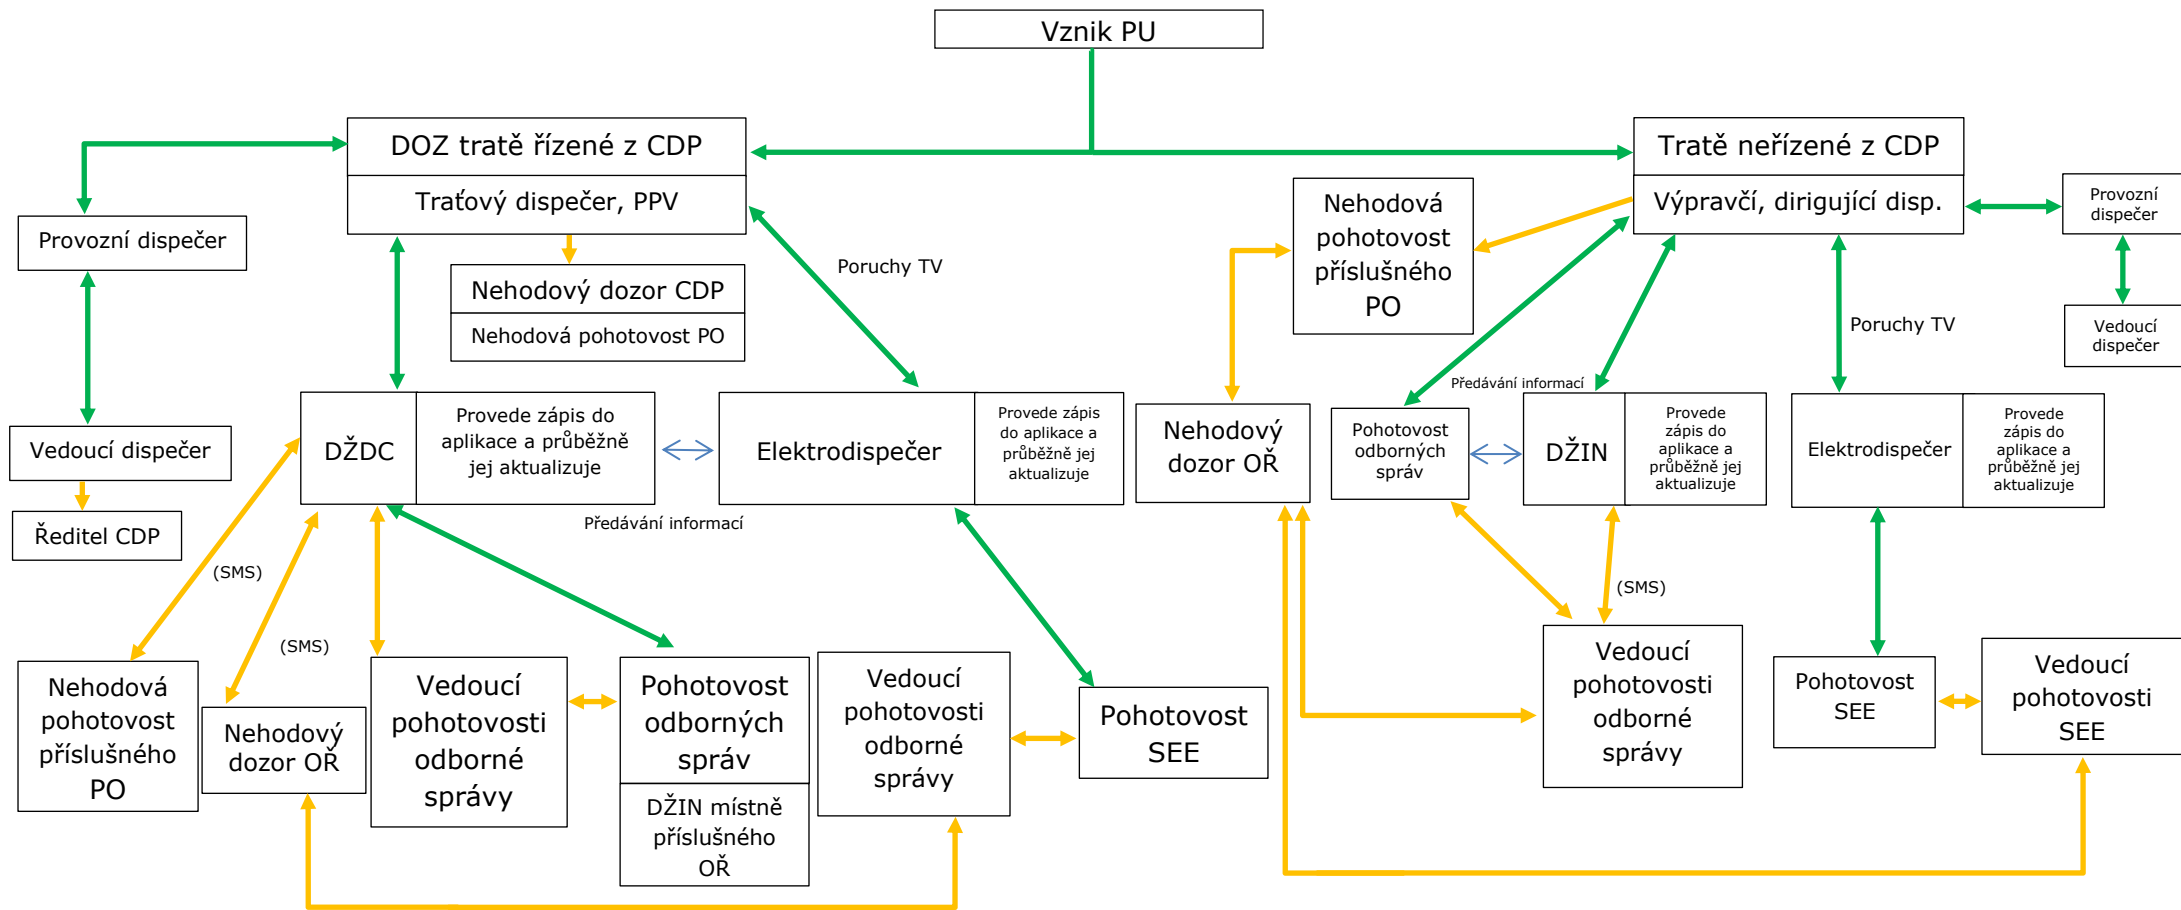 Vznik PU
DOZ tratě řízené z CDP
Traťový dispečer, PPV
Provozní dispečer
Vedoucí dispečer
Ředitel CDP
Nehodový dozor CDP
Nehodová pohotovost PO
Poruchy TV
DŽDC
Provede zápis do
aplikace a průběžně
jej aktualizuje
Předávání informací
Elektrodispečer
Provede zápis
do aplikace a
průběžně jej
aktualizuje
(SMS)
(SMS)
Nehodová
pohotovost
příslušného
PO
Nehodový
dozor OŘ
Vedoucí
pohotovosti
odborné
správy
Pohotovost
odborných
správ
DŽIN místně
příslušného
OŘ
Vedoucí
pohotovosti
odborné
správy
Pohotovost
SEE
Tratě neřízené z CDP
Výpravčí, dirigující disp.
Provozní
dispečer
Vedoucí
dispečer
Nehodová
pohotovost
příslušného
PO
Poruchy TV
Předávání informací
Nehodový
dozor OŘ
Pohotovost
odborných
správ
DŽIN
Provede
zápis do
aplikace a
průběžně jej
aktualizuje
Elektrodispečer
Provede
zápis do
aplikace a
průběžně jej
aktualizuje
(SMS)
Vedoucí
pohotovosti
odborné
správy
Pohotovost
SEE
Vedoucí
pohotovosti
SEE